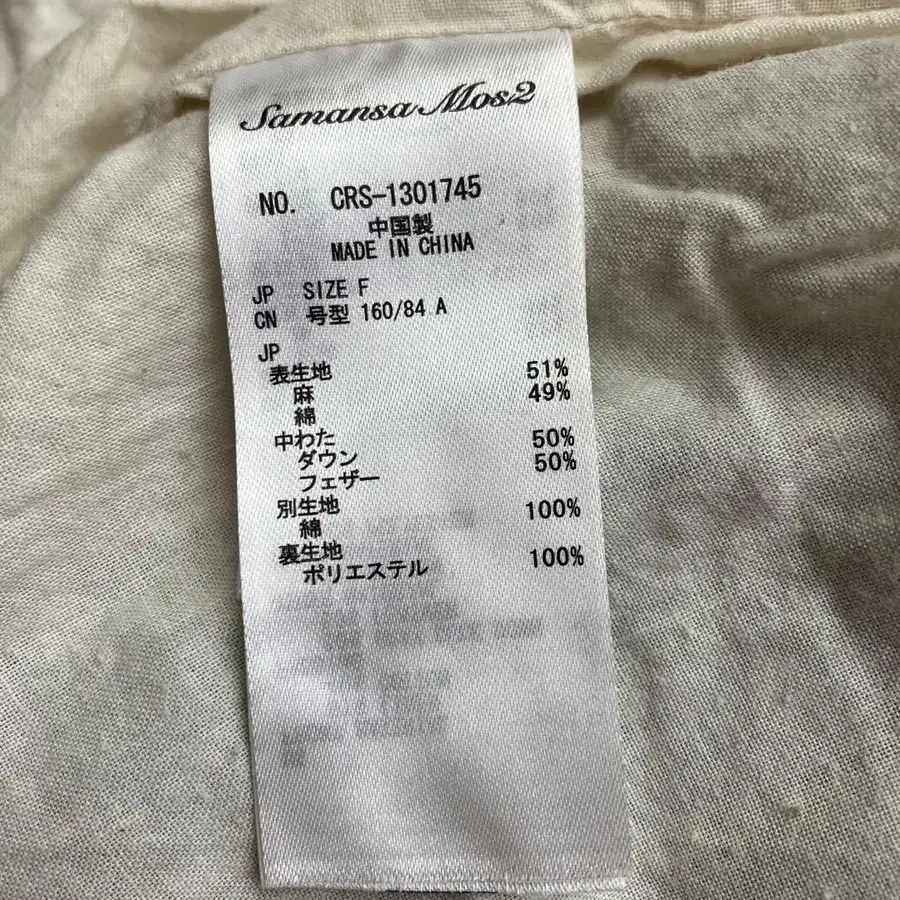 Samansa Mos2
NO. CRS-1301745
中国製
MADE IN CHINA
JP SIZE F
CN 号型 160/84 A
JP
表生地
麻 51%
綿 49%
中わた
ダウン 50%
フェザー 50%
別生地
綿 100%
裏生地
ポリエステル 100%